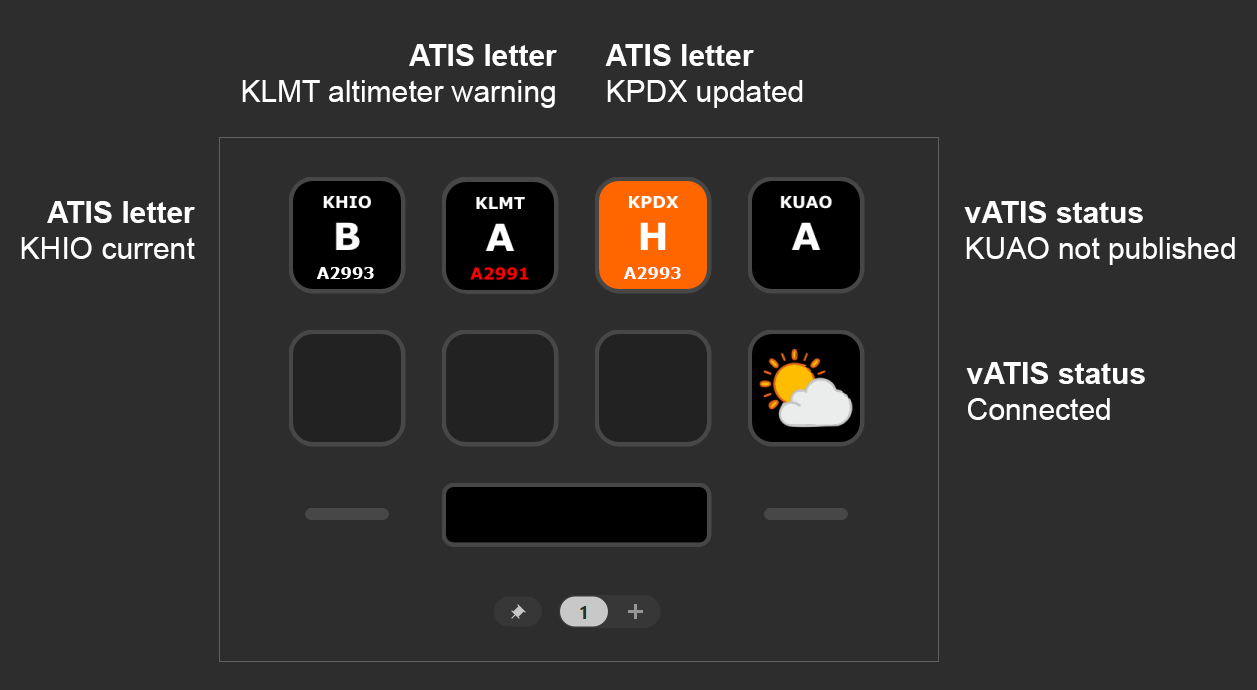 ATIS letter
KLMT altimeter warning
ATIS letter
KPDX updated
ATIS letter
KHIO current
KHIO
B
A2993
KLMT
A
A2991
KPDX
H
A2993
KUAO
A
vATIS status
KUAO not published
vATIS status
Connected
1